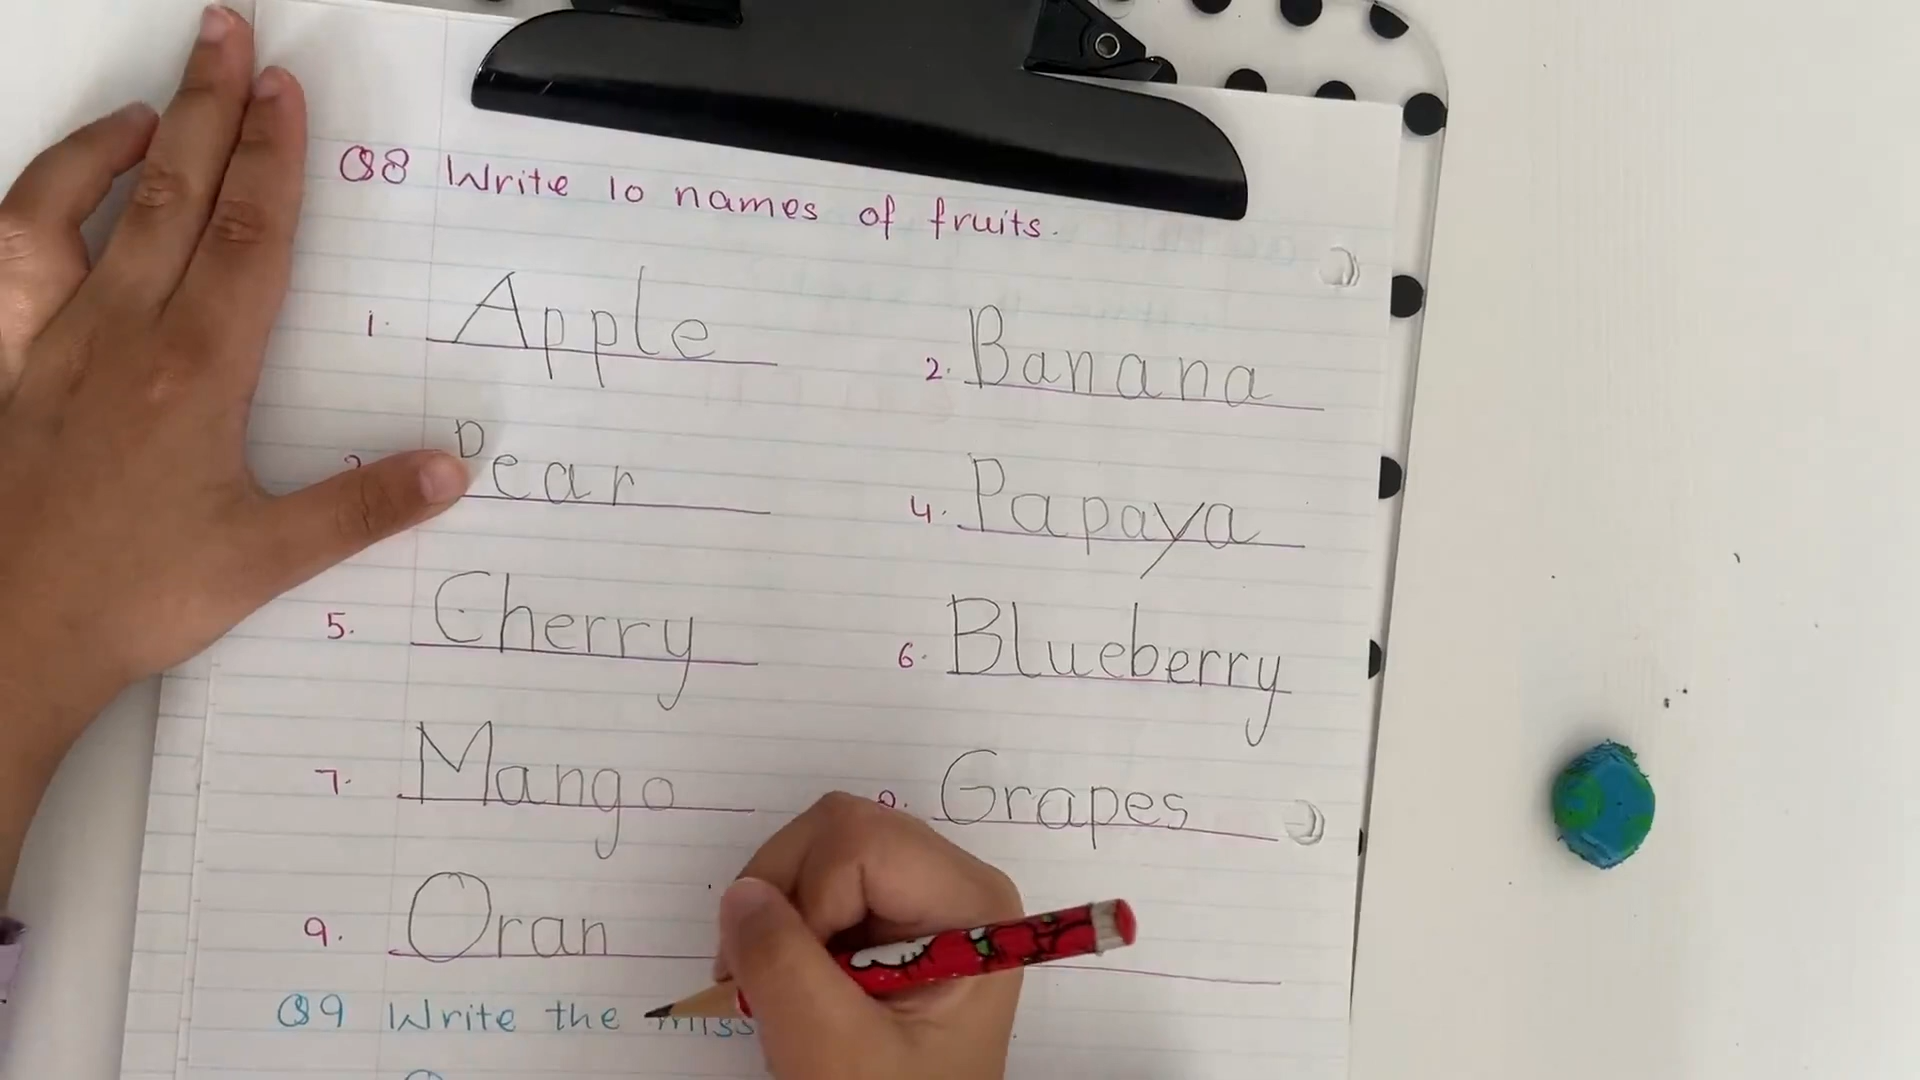 Q8 Write 10 names of fruits.
1. Apple
2. Banana
Pear
4. Papaya
5. Cherry
6. Blueberry
7. Mango
Grapes
9. Oran
Q9 Write the miss